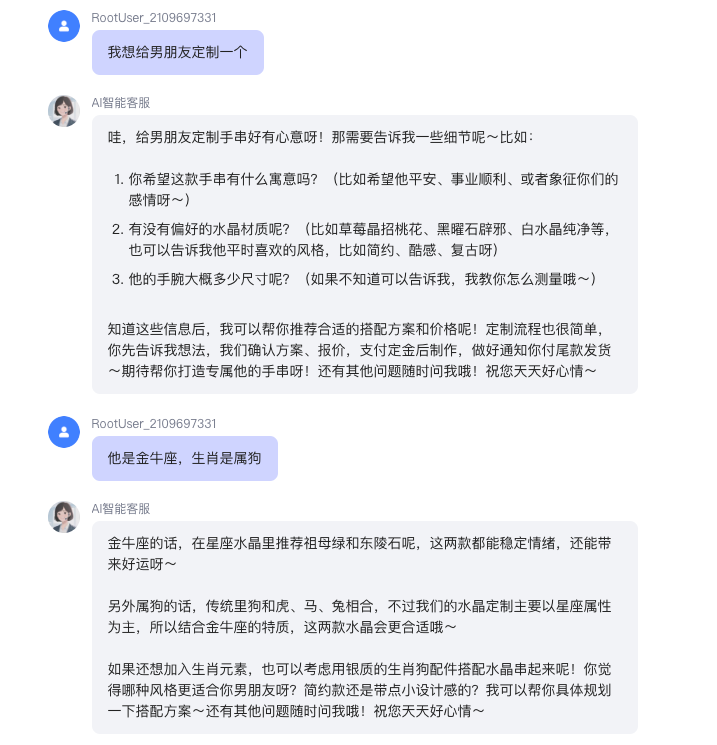 RootUser_2109697331
我想给男朋友定制一个
AI智能客服
哇，给男朋友定制手串好有心意呀！那需要告诉我一些细节呢～比如：
1. 你希望这款手串有什么寓意吗？（比如希望他平安、事业顺利、或者象征你们的
感情呀～）
2. 有没有偏好的水晶材质呢？（比如草莓晶招桃花、黑曜石辟邪、白水晶纯净等，
也可以告诉我他平时喜欢的风格，比如简约、酷感、复古呀）
3. 他的手腕大概多少尺寸呢？（如果不知道可以告诉我，我教你怎么测量哦～）
知道这些信息后，我可以帮你推荐合适的搭配方案和价格呢！定制流程也很简单，
你先告诉我想法，我们确认方案、报价，支付定金后制作，做好通知你付尾款发货
～期待帮你打造专属他的手串呀！还有其他问题随时问我哦！祝您天天好心情～
RootUser_2109697331
他是金牛座，生肖是属狗
AI智能客服
金牛座的话，在星座水晶里推荐祖母绿和东陵石呢，这两款都能稳定情绪，还能带
来好运呀～
另外属狗的话，传统里狗和虎、马、兔相合，不过我们的水晶定制主要以星座属性
为主，所以结合金牛座的特质，这两款水晶会更合适哦～
如果还想加入生肖元素，也可以考虑用银质的生肖狗配件搭配水晶串起来呢！你觉
得哪种风格更适合你男朋友呀？简约款还是带点小设计感的？我可以帮你具体规划
一下搭配方案～还有其他问题随时问我哦！祝您天天好心情～